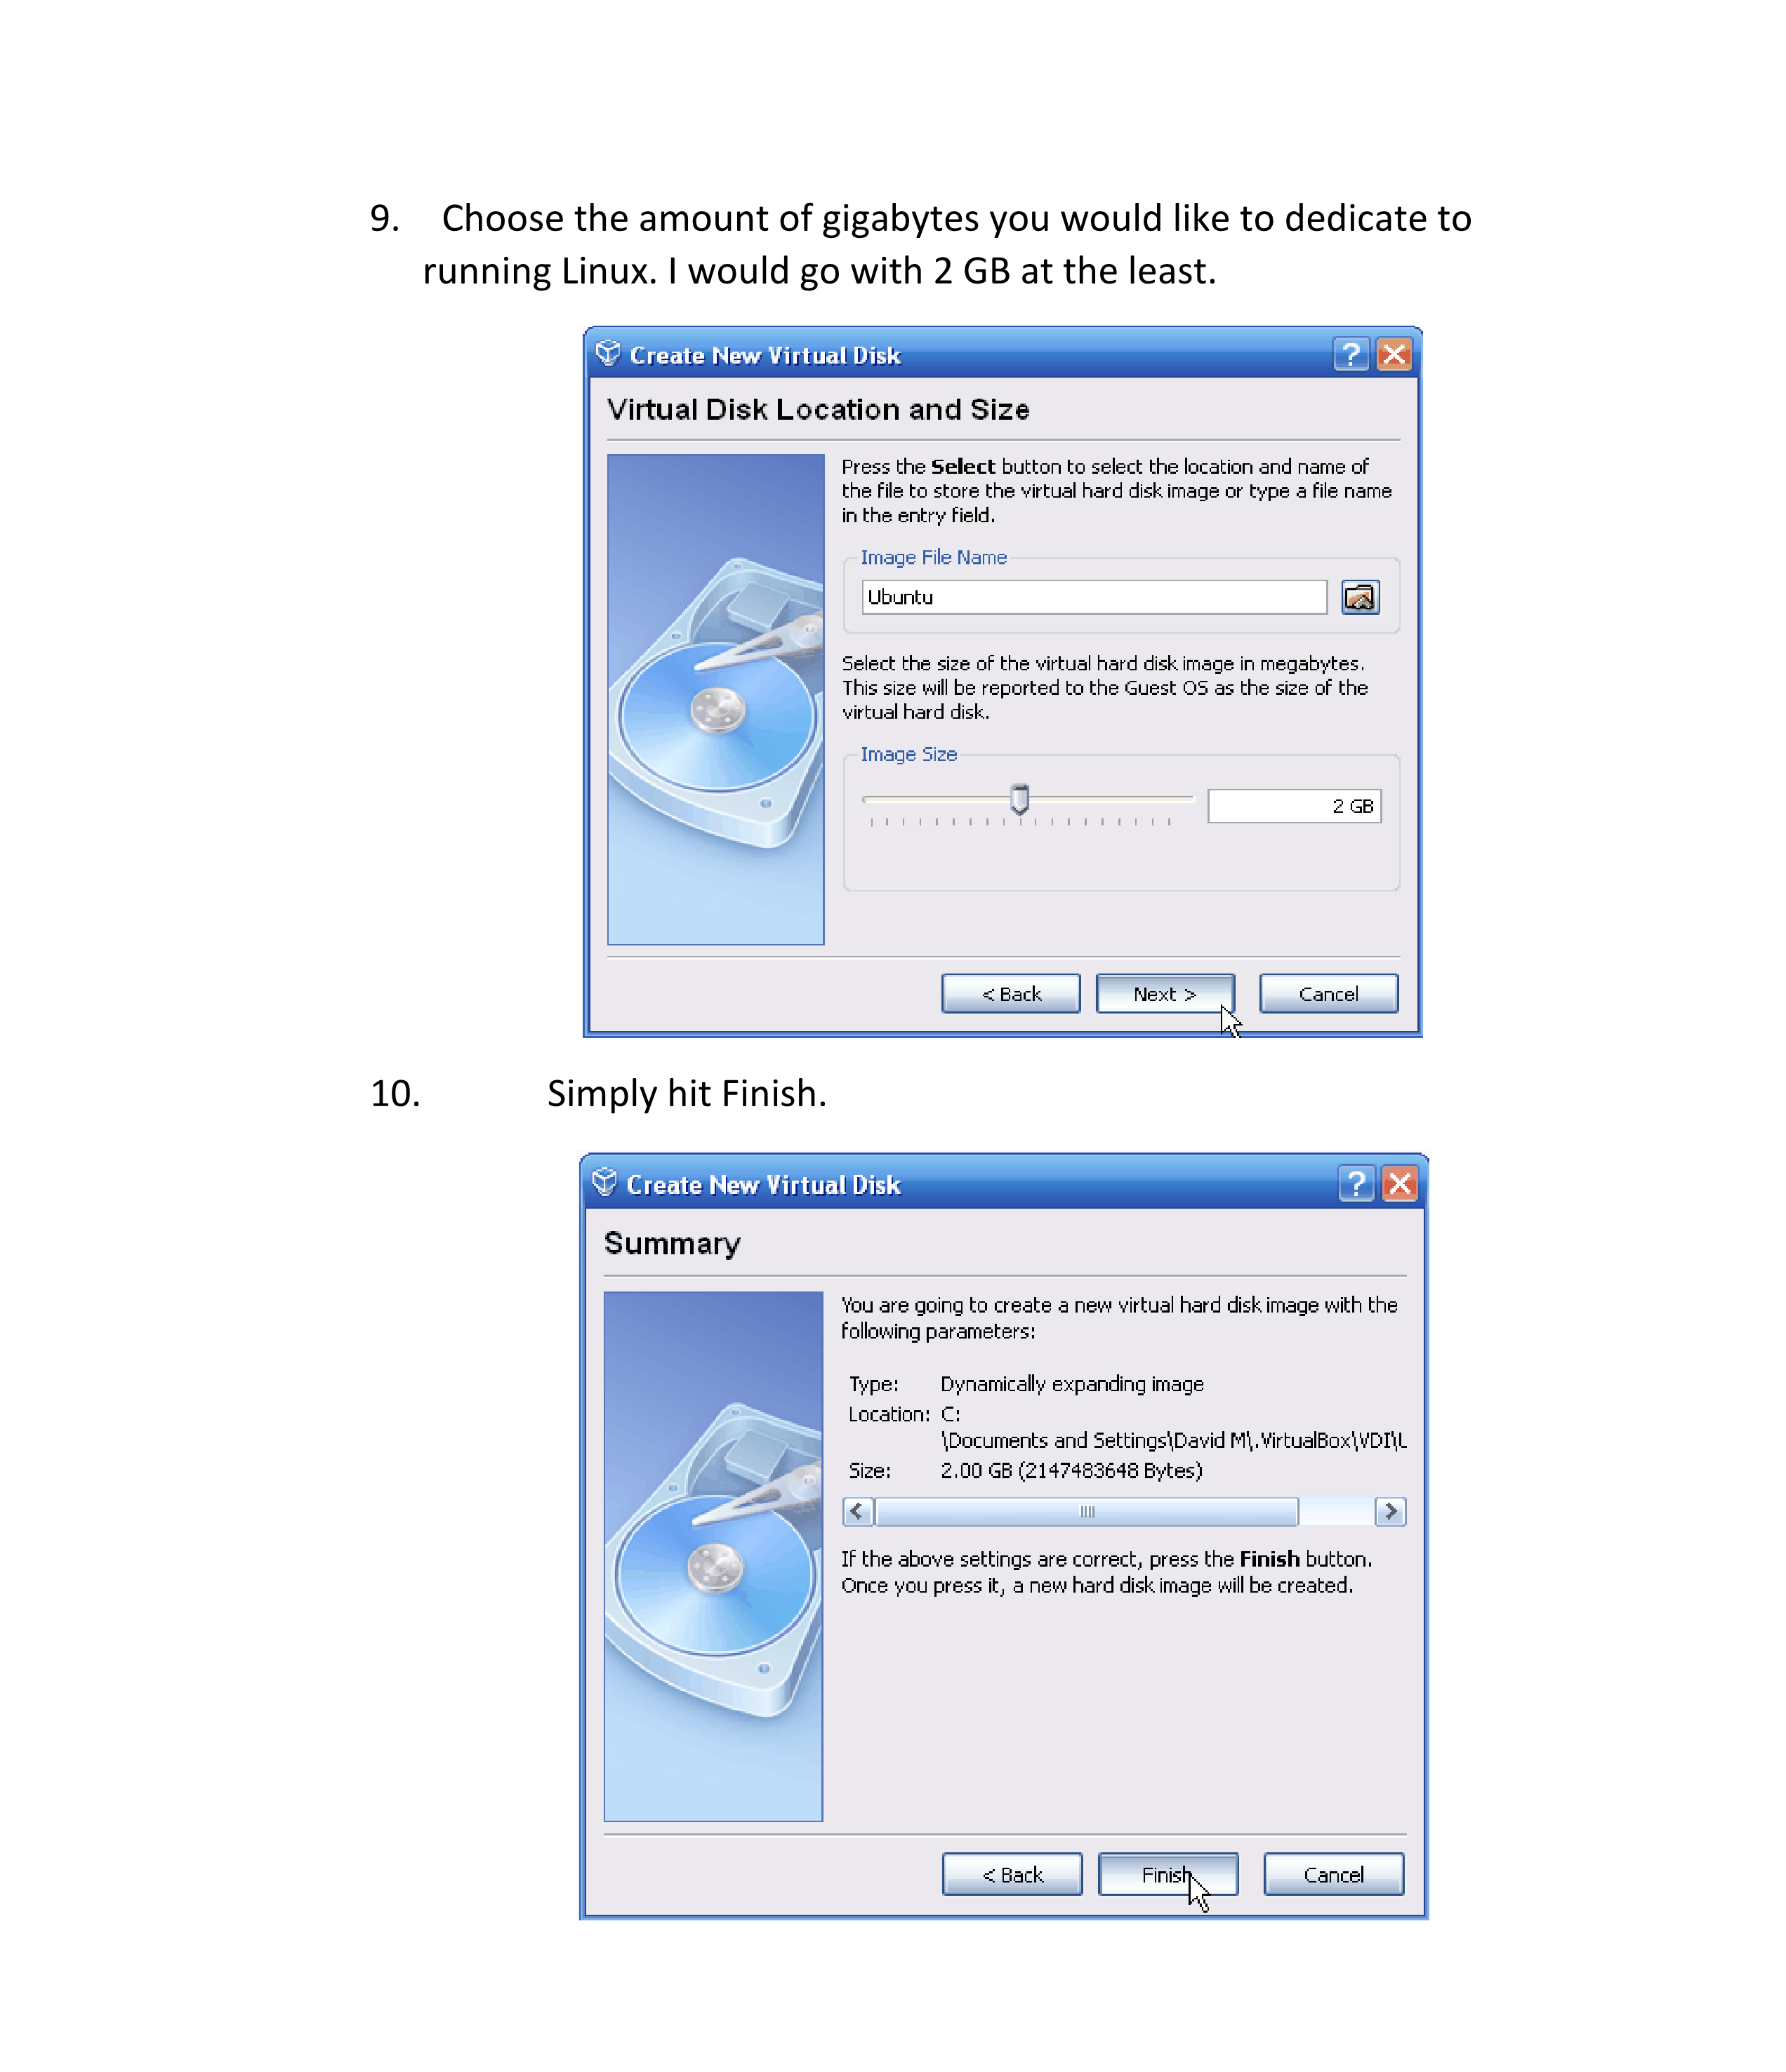 9. Choose the amount of gigabytes you would like to dedicate to
running Linux. I would go with 2 GB at the least.
Create New Virtual Disk
Virtual Disk Location and Size
Press the Select button to select the location and name of
the file to store the virtual hard disk image or type a file name
in the entry field.
Image File Name
Ubuntu
Select the size of the virtual hard disk image in megabytes.
This size will be reported to the Guest OS as the size of the
virtual hard disk.
Image Size
2 GB
< Back Next > Cancel
10. Simply hit Finish.
Create New Virtual Disk
Summary
You are going to create a new virtual hard disk image with the
following parameters:
Type: Dynamically expanding image
Location: C:
\Documents and Settings\David M\.VirtualBox\VDI\
Size: 2.00 GB (2147483648 Bytes)
If the above settings are correct, press the Finish button.
Once you press it, a new hard disk image will be created.
< Back Finish Cancel